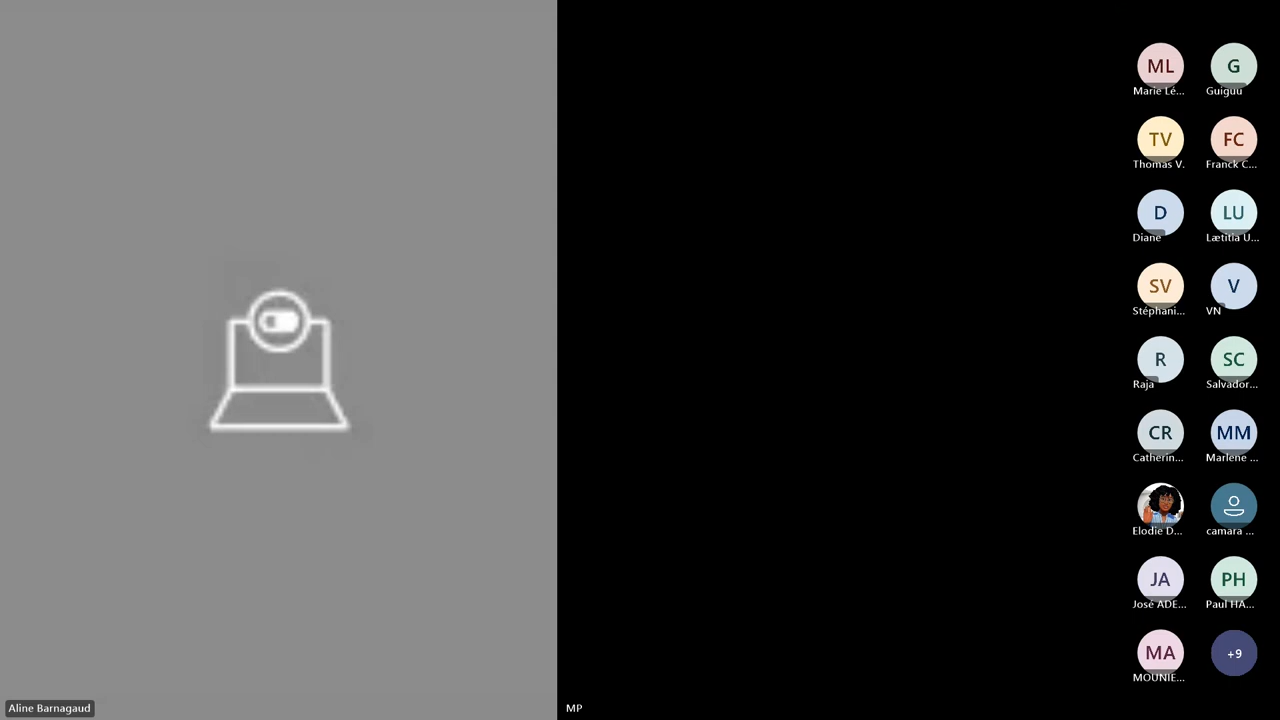 ML G
Marie Lé... Guiguu
TV FC
Thomas V. Franck C...
D LU
Diane Lætitia U...
SV V
Stéphani... VN
R SC
Raja Salvador...
CR MM
Catherin... Marlene ...
Elodie D... camara ...
JA PH
José ADE... Paul HA...
MA +9
MOUNIE...
Aline Barnagaud MP